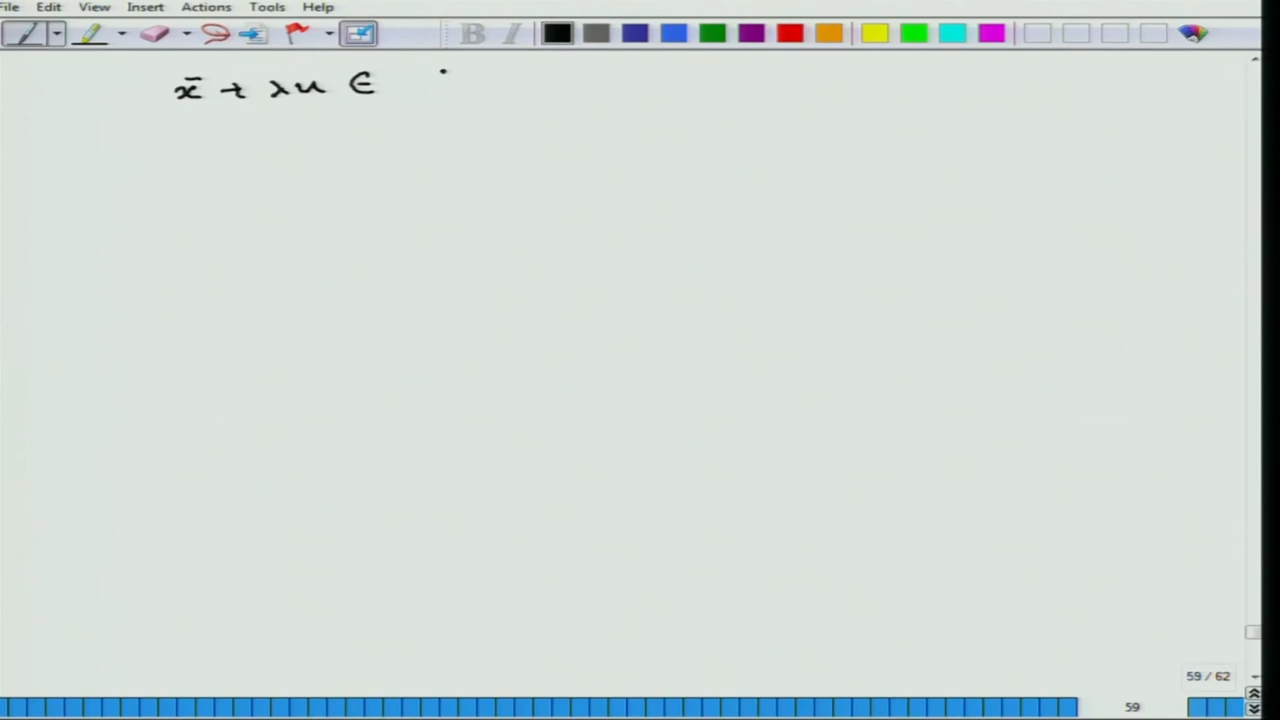 File Edit View Insert Actions Tools Help
B I
x̄ + λu ∈
59 / 62
59